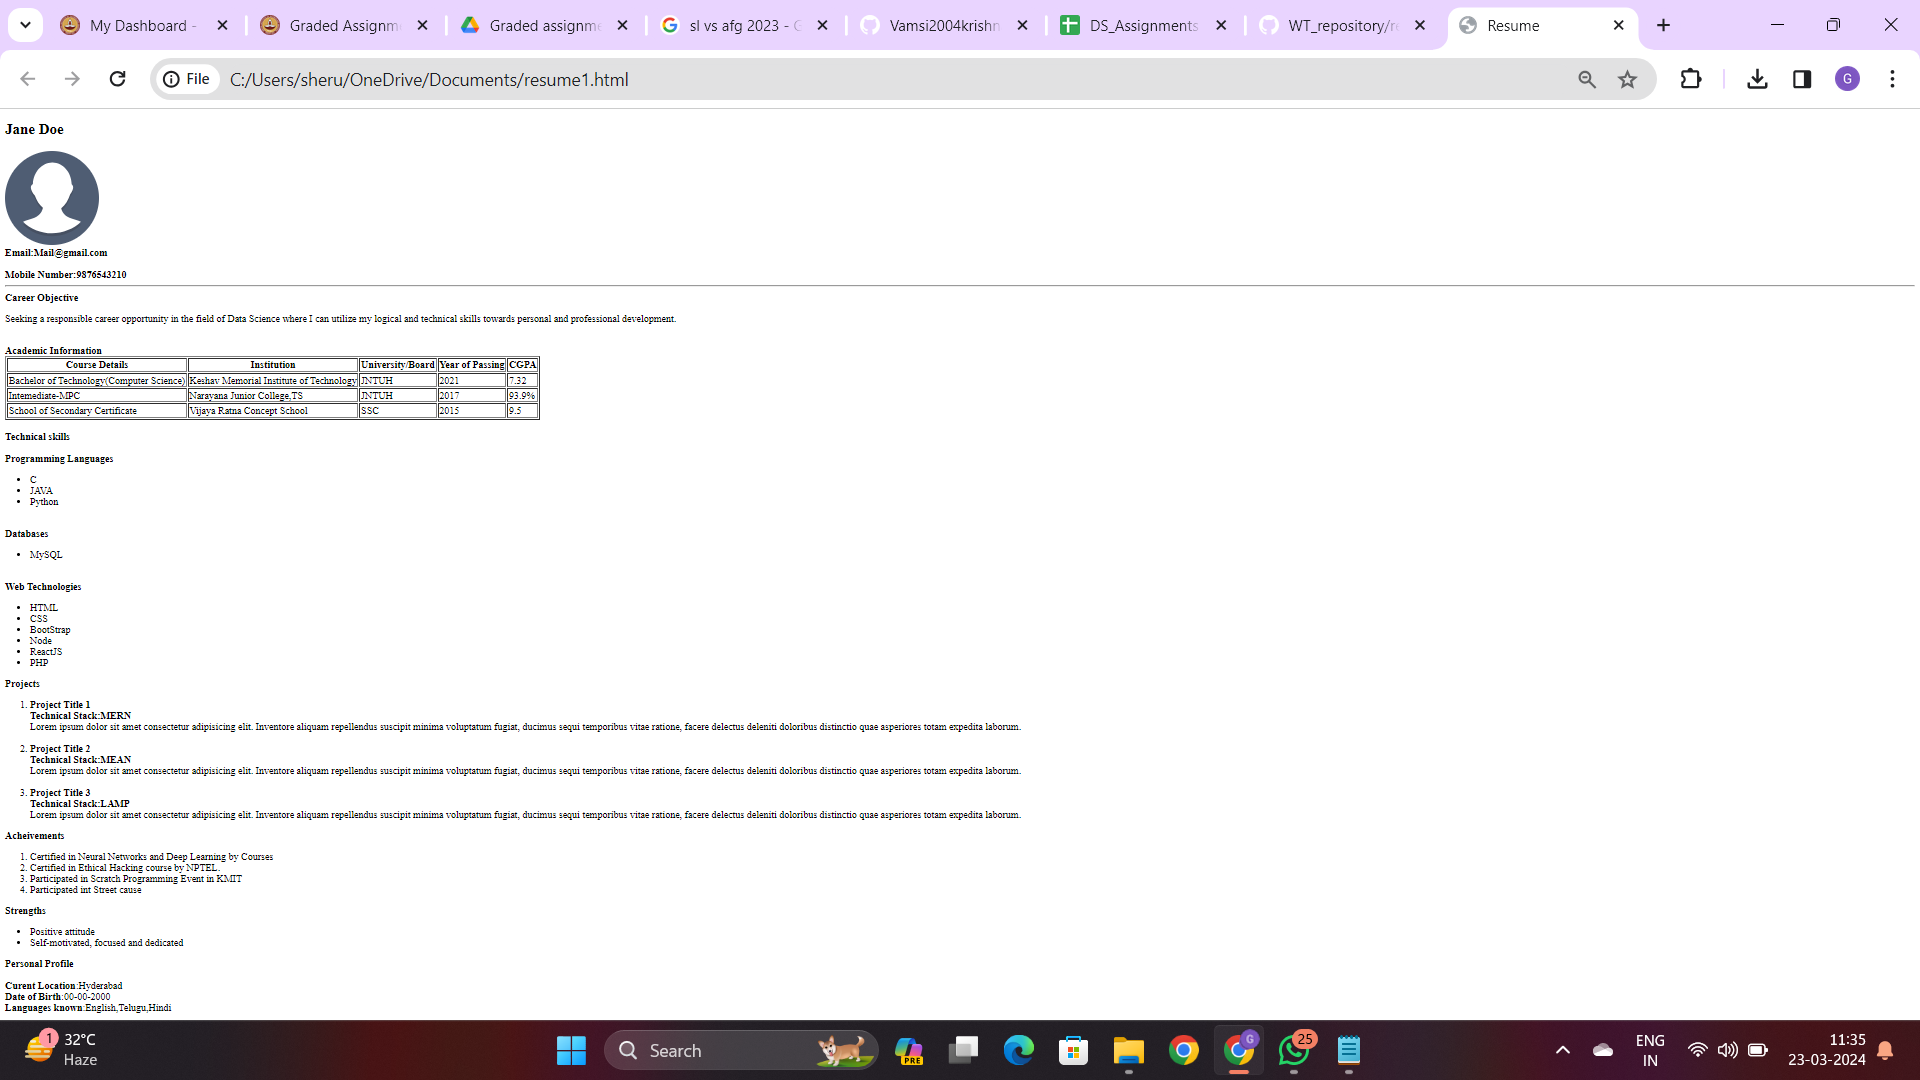 My Dashboard -
Graded Assignm
Graded assignme
sl vs afg 2023 - G
Vamsi2004krishn
DS_Assignments
WT_repository/re
Resume
File
C:/Users/sheru/OneDrive/Documents/resume1.html
G
Jane Doe
Email:Mail@gmail.com
Mobile Number:9876543210
Career Objective
Seeking a responsible career opportunity in the field of Data Science where I can utilize my logical and technical skills towards personal and professional development.
Academic Information
Course Details Institution University/Board Year of Passing CGPA
Bachelor of Technology(Computer Science) Keshav Memorial Institute of Technology JNTUH 2021 7.32
Intemediate-MPC Narayana Junior College,TS JNTUH 2017 93.9%
School of Secondary Certificate Vijaya Ratna Concept School SSC 2015 9.5
Technical skills
Programming Languages
• C
• JAVA
• Python
Databases
• MySQL
Web Technologies
• HTML
• CSS
• BootStrap
• Node
• ReactJS
• PHP
Projects
1. Project Title 1
Technical Stack:MERN
Lorem ipsum dolor sit amet consectetur adipisicing elit. Inventore aliquam repellendus suscipit minima voluptatum fugiat, ducimus sequi temporibus vitae ratione, facere delectus deleniti doloribus distinctio quae asperiores totam expedita laborum.
2. Project Title 2
Technical Stack:MEAN
Lorem ipsum dolor sit amet consectetur adipisicing elit. Inventore aliquam repellendus suscipit minima voluptatum fugiat, ducimus sequi temporibus vitae ratione, facere delectus deleniti doloribus distinctio quae asperiores totam expedita laborum.
3. Project Title 3
Technical Stack:LAMP
Lorem ipsum dolor sit amet consectetur adipisicing elit. Inventore aliquam repellendus suscipit minima voluptatum fugiat, ducimus sequi temporibus vitae ratione, facere delectus deleniti doloribus distinctio quae asperiores totam expedita laborum.
Acheivements
1. Certified in Neural Networks and Deep Learning by Courses
2. Certified in Ethical Hacking course by NPTEL.
3. Participated in Scratch Programming Event in KMIT
4. Participated int Street cause
Strengths
• Positive attitude
• Self-motivated, focused and dedicated
Personal Profile
Curent Location:Hyderabad
Date of Birth:00-00-2000
Languages known:English,Telugu,Hindi
1
32°C
Haze
Search
PRE
G
25
ENG
IN
11:35
23-03-2024